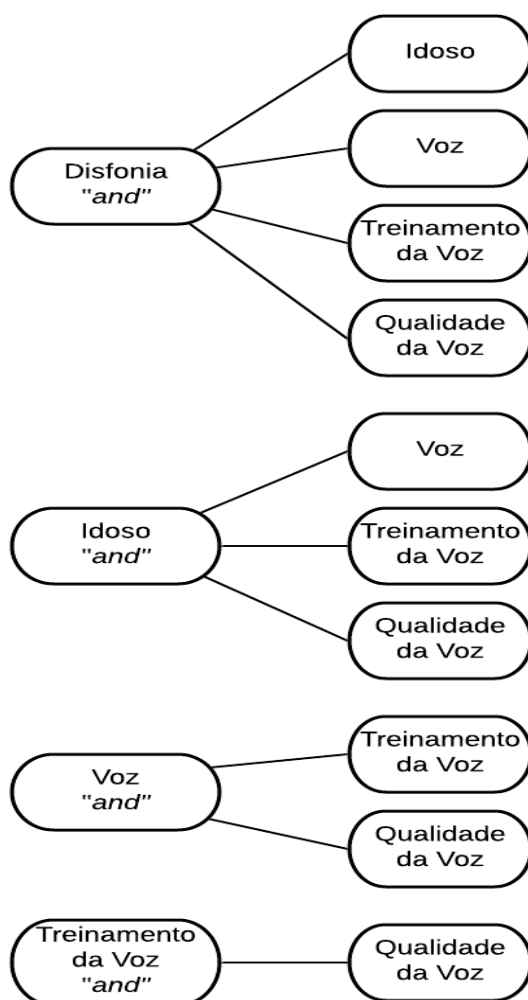 Disfonia
"and"
Idoso
Voz
Treinamento
da Voz
Qualidade
da Voz
Idoso
"and"
Voz
Treinamento
da Voz
Qualidade
da Voz
Voz
"and"
Treinamento
da Voz
Qualidade
da Voz
Treinamento
da Voz
"and"
Qualidade
da Voz